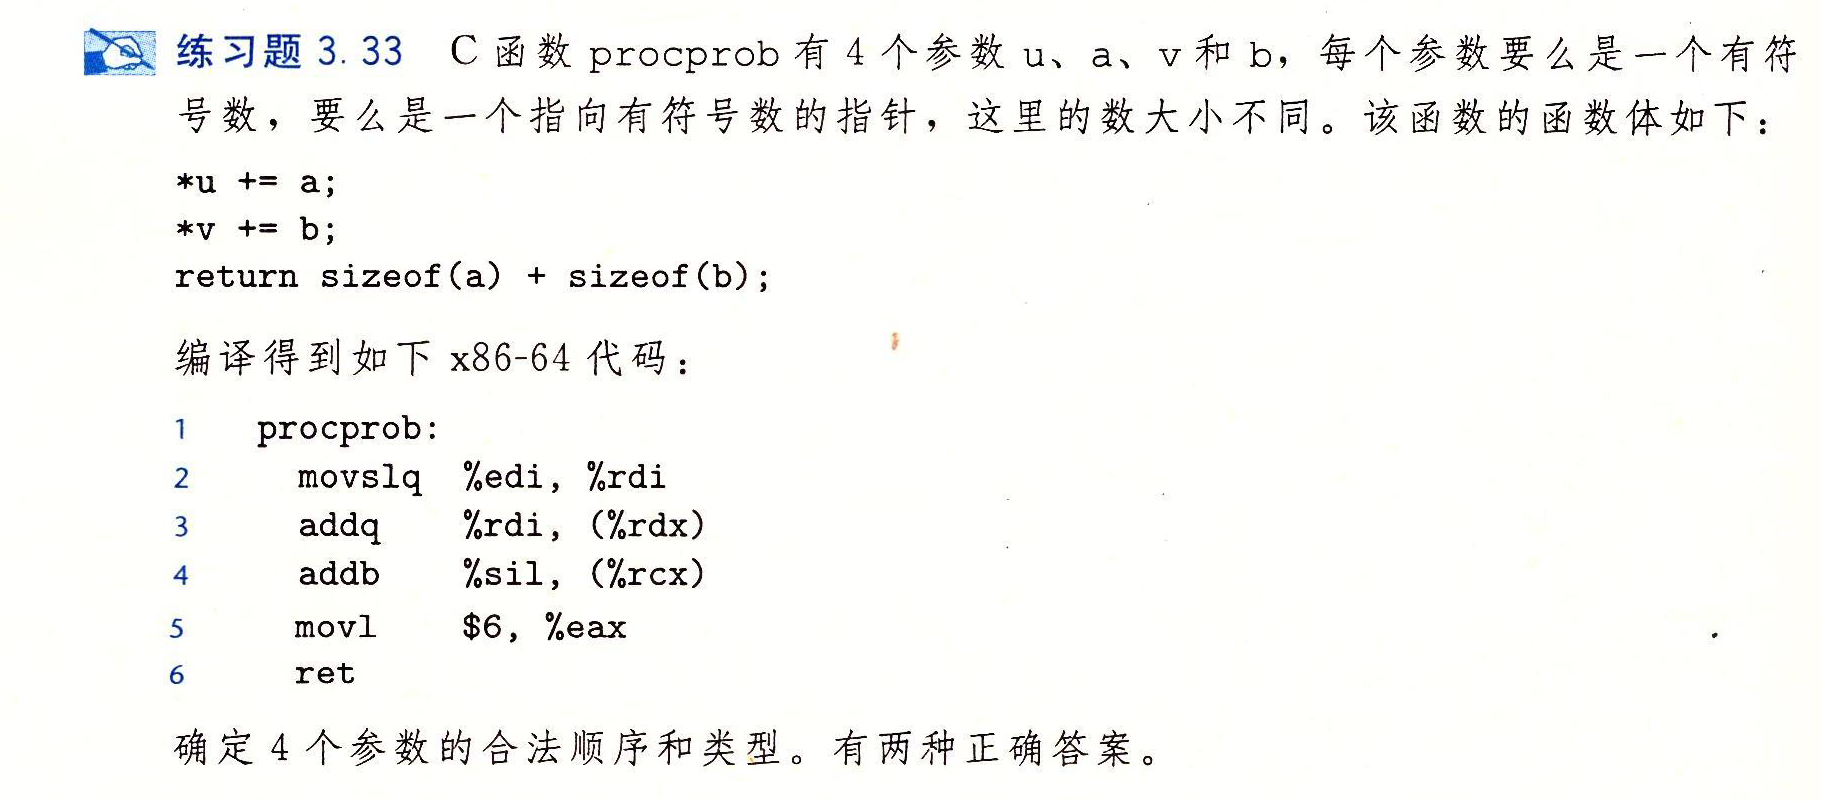 练习题 3.33 C 函数 procprob 有 4 个参数 u、a、v 和 b，每个参数要么是一个有符
号数，要么是一个指向有符号数的指针，这里的数大小不同。该函数的函数体如下：
*u += a;
*v += b;
return sizeof(a) + sizeof(b);
编译得到如下 x86-64 代码：
1 procprob:
2 movslq %edi, %rdi
3 addq %rdi, (%rdx)
4 addb %sil, (%rcx)
5 movl $6, %eax
6 ret
确定 4 个参数的合法顺序和类型。有两种正确答案。